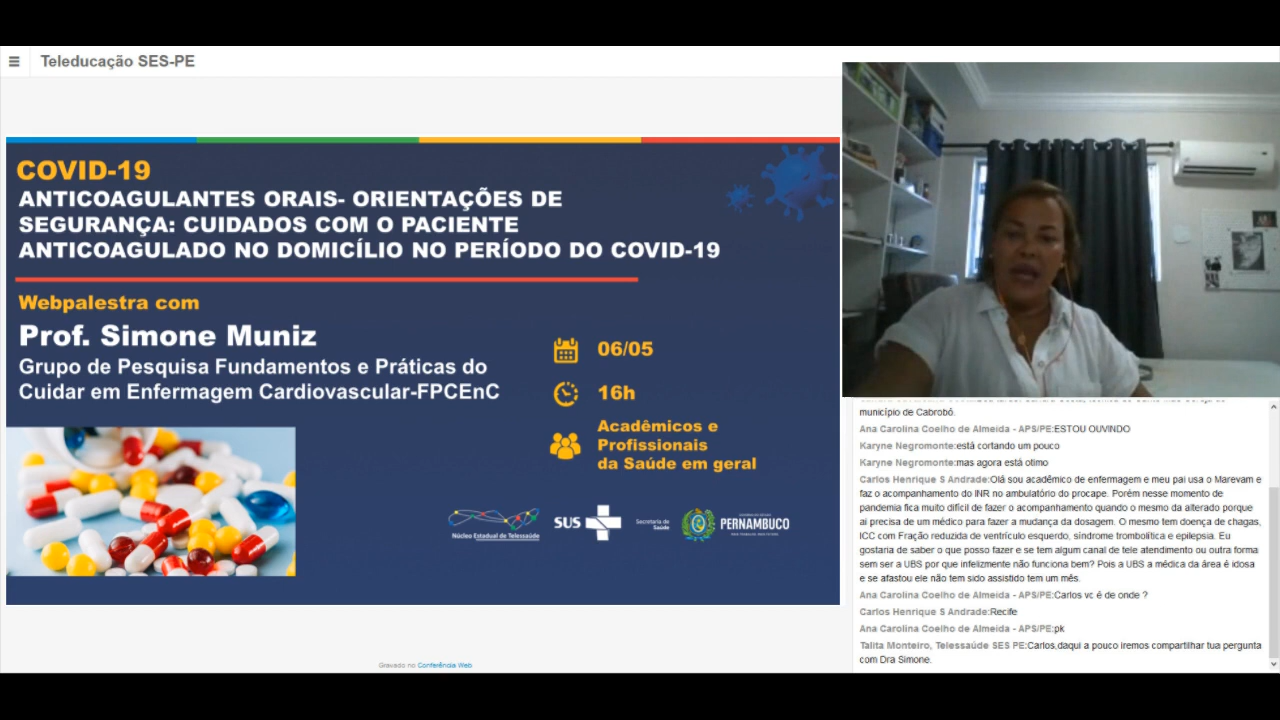 Teleducação SES-PE
COVID-19
ANTICOAGULANTES ORAIS- ORIENTAÇÕES DE
SEGURANÇA: CUIDADOS COM O PACIENTE
ANTICOAGULADO NO DOMICÍLIO NO PERÍODO DO COVID-19
Webpalestra com
Prof. Simone Muniz
Grupo de Pesquisa Fundamentos e Práticas do
Cuidar em Enfermagem Cardiovascular-FPCEnC
06/05
16h
Acadêmicos e
Profissionais
da Saúde em geral
Núcleo Estadual de Telessaúde
SUS
Secretaria de
Saúde
PERNAMBUCO
Gravado no Conferência Web
município de Cabrobó.
Ana Carolina Coelho de Almeida - APS/PE:ESTOU OUVINDO
Karyne Negromonte:está cortando um pouco
Karyne Negromonte:mas agora está otimo
Carlos Henrique S Andrade:Olá sou acadêmico de enfermagem e meu pai usa o Marevam e
faz o acompanhamento do INR no ambulatório do procape. Porém nesse momento de
pandemia fica muito difícil de fazer o acompanhamento quando o mesmo da alterado porque
aí precisa de um médico para fazer a mudança da dosagem. O mesmo tem doença de chagas,
ICC com Fração reduzida de ventrículo esquerdo, síndrome trombolítica e epilepsia. Eu
gostaria de saber o que posso fazer e se tem algum canal de tele atendimento ou outra forma
sem ser a UBS por que infelizmente não funciona bem? Pois a UBS a médica da área é idosa
e se afastou ele não tem sido assistido tem um mês.
Ana Carolina Coelho de Almeida - APS/PE:Carlos vc é de onde ?
Carlos Henrique S Andrade:Recife
Ana Carolina Coelho de Almeida - APS/PE:pk
Talita Monteiro, Telessaúde SES PE:Carlos,daqui a pouco iremos compartilhar tua pergunta
com Dra Simone.